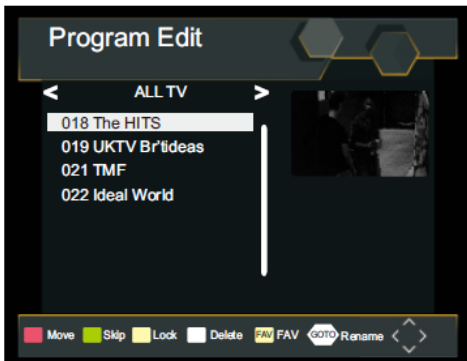 Program Edit
< ALL TV >
018 The HITS
019 UKTV Br'tideas
021 TMF
022 Ideal World
Move Skip Lock Delete FAV FAV GOTO Rename